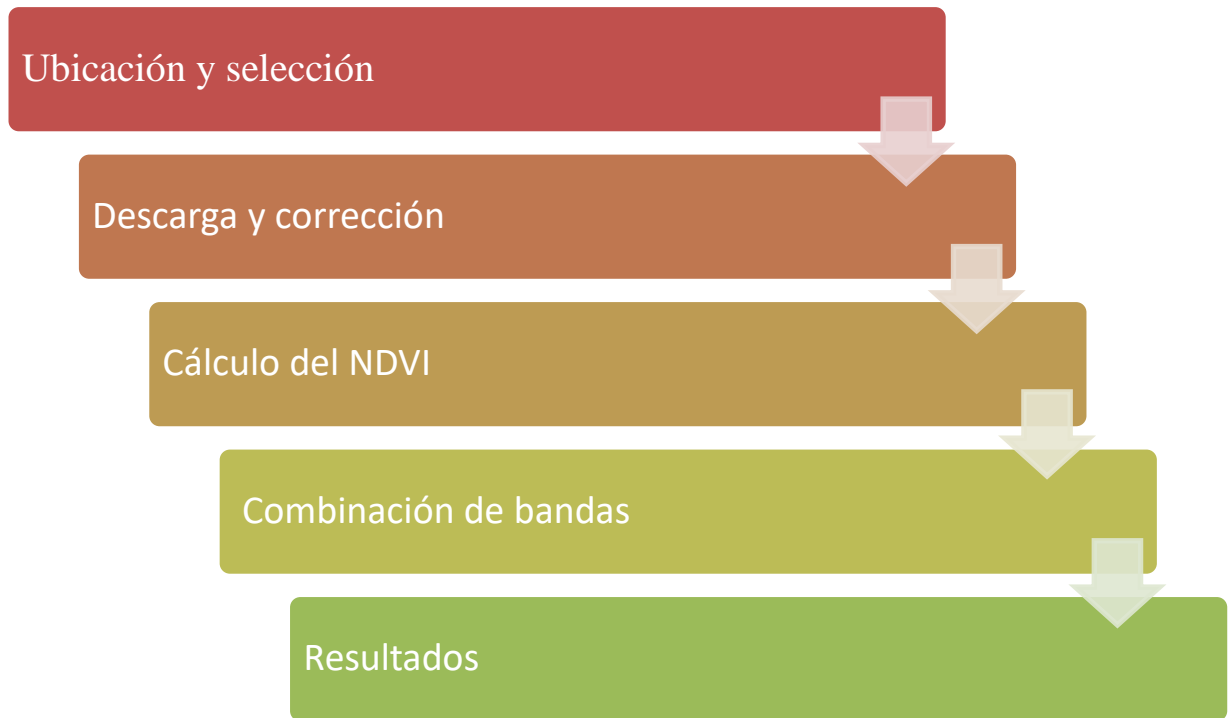 Ubicación y selección
Descarga y corrección
Cálculo del NDVI
Combinación de bandas
Resultados